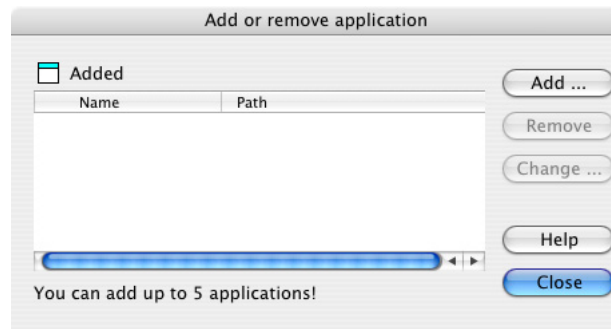 Add or remove application
Added
Add ...
Name Path
Remove
Change ...
Help
Close
You can add up to 5 applications!